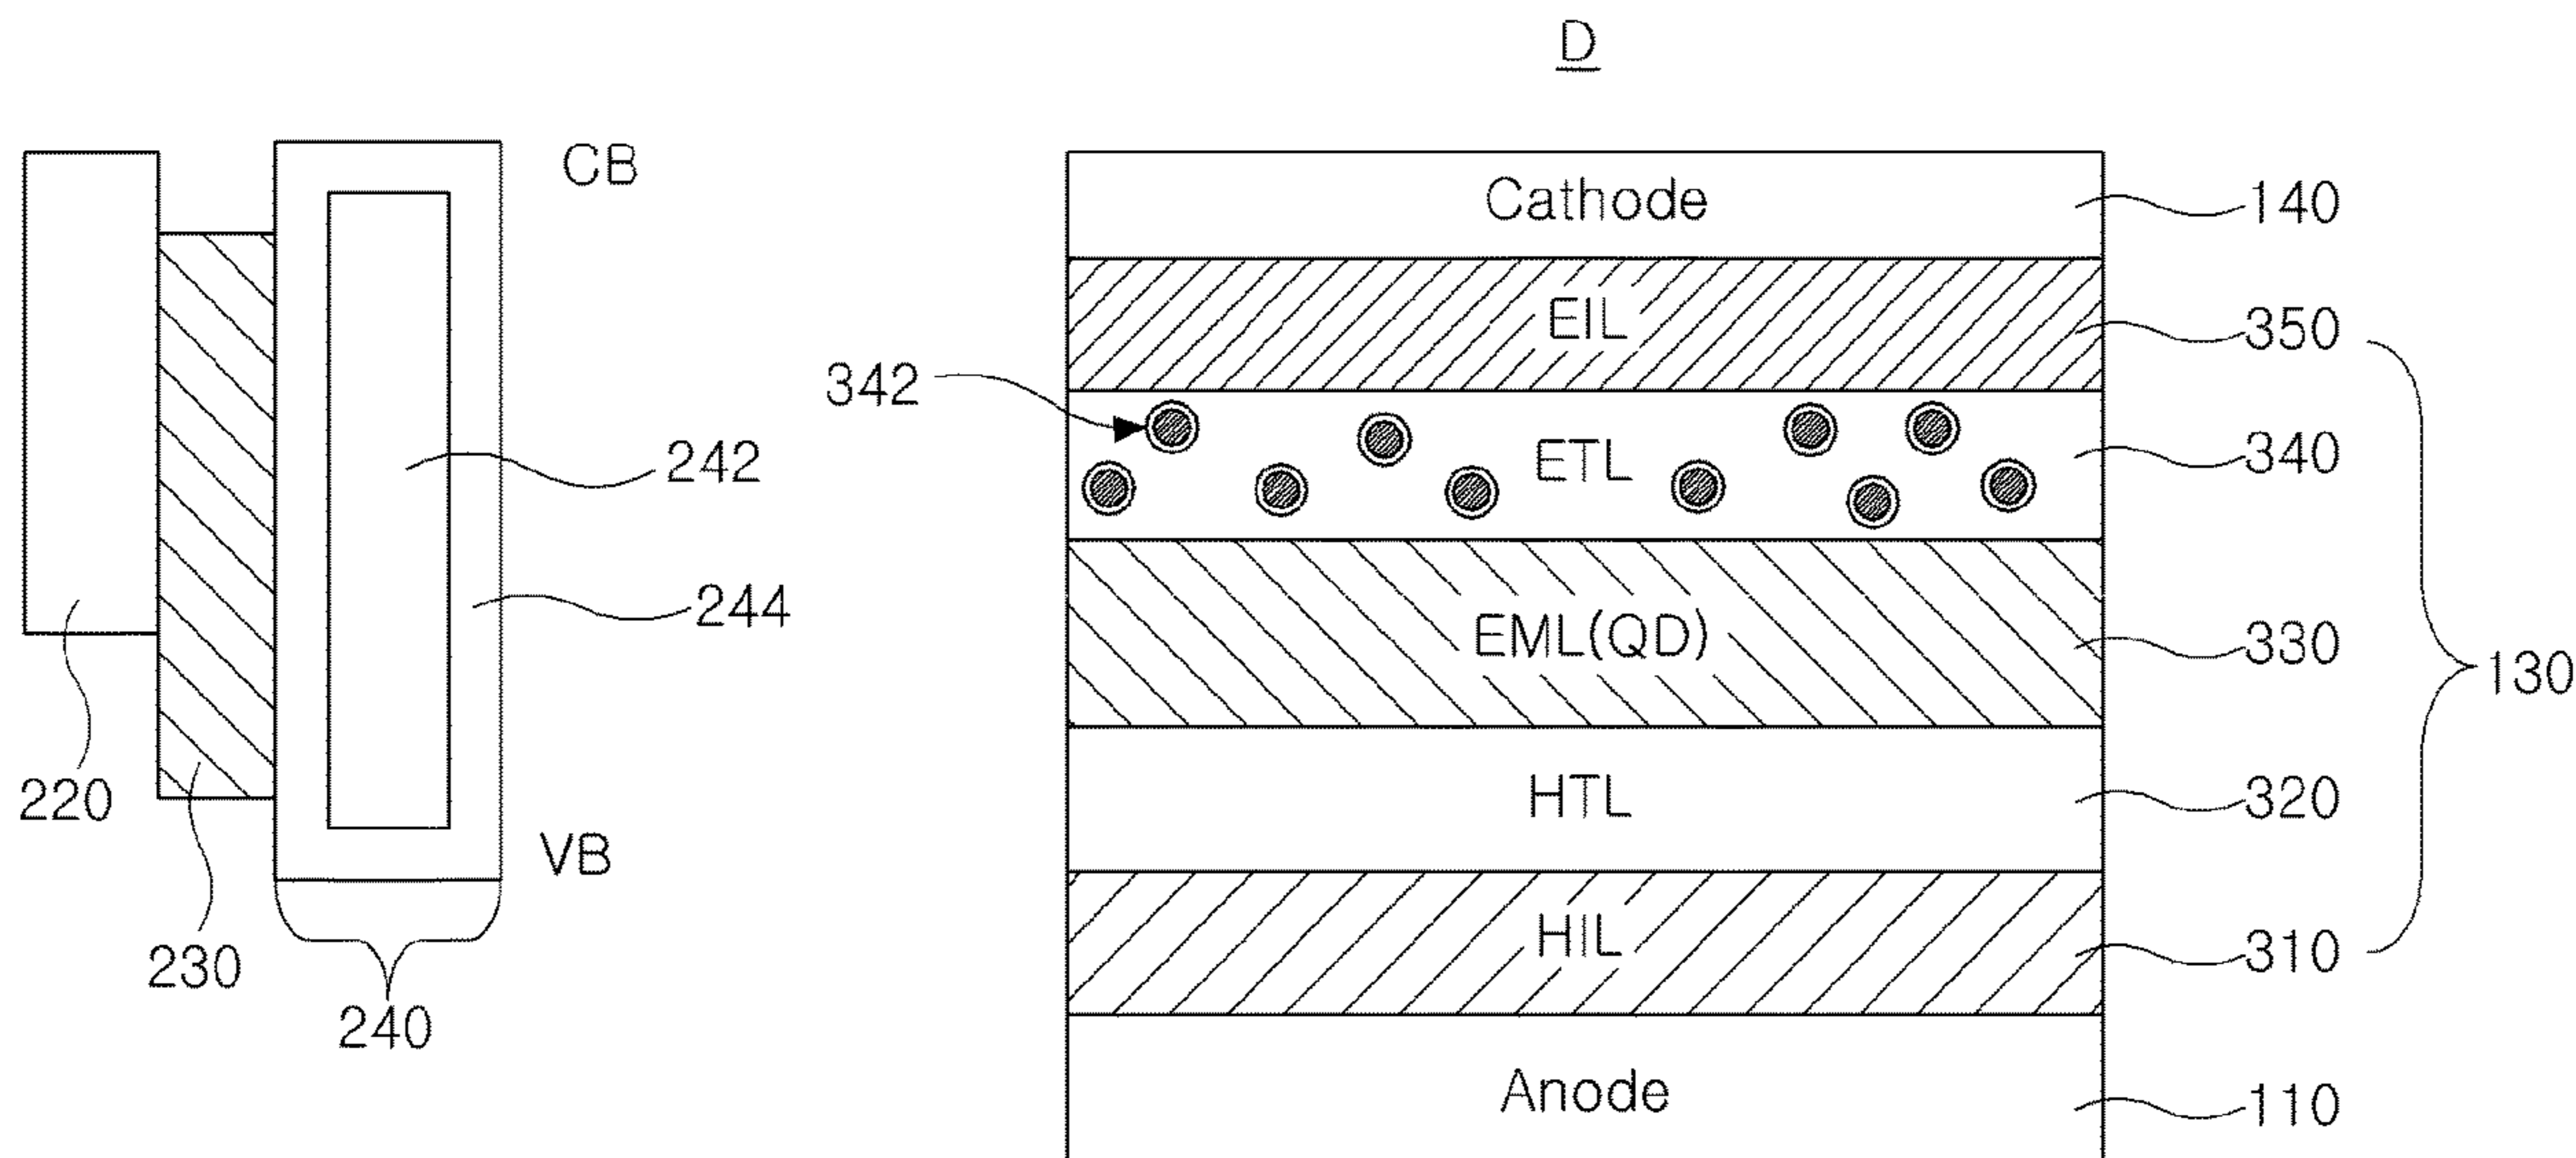 D
CB
242
244
VB
220
230
240
Cathode
140
EIL
350
342
ETL
340
EML(QD)
330
130
HTL
320
HIL
310
Anode
110